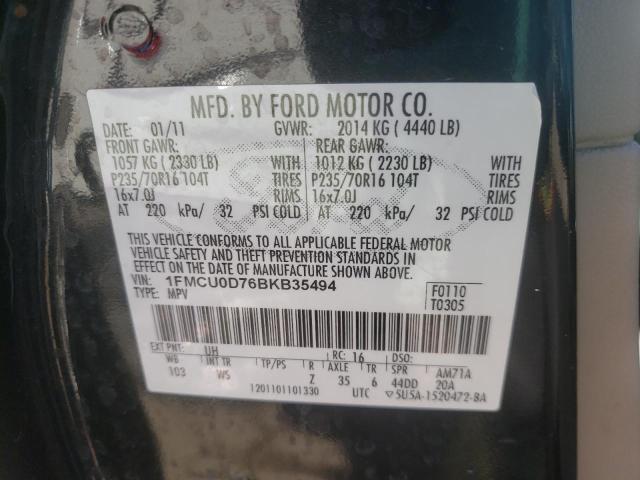 MFD. BY FORD MOTOR CO.
DATE: 01/11 GVWR: 2014 KG (4440 LB)
FRONT GAWR: REAR GAWR:
1057 KG (2330 LB) WITH 1012 KG (2230 LB) WITH
P235/70R16 104T TIRES P235/70R16 104T TIRES
16x7.0J RIMS 16x7.0J RIMS
AT 220 kPa/ 32 PSI COLD AT 220 kPa/ 32 PSI COLD
THIS VEHICLE CONFORMS TO ALL APPLICABLE FEDERAL MOTOR
VEHICLE SAFETY AND THEFT PREVENTION STANDARDS IN
EFFECT ON THE DATE OF MANUFACTURE SHOWN ABOVE.
VIN: 1FMCU0D76BKB35494
TYPE: MPV
F0110
T0305
EXT PNT: UH RC: 16 DSO:
WB INT TR TP/PS R AXLE TR SPR AM71A
103 WS Z 35 6 44DD 20A
1201101101330 UTC ▽5U5A-1520472-BA